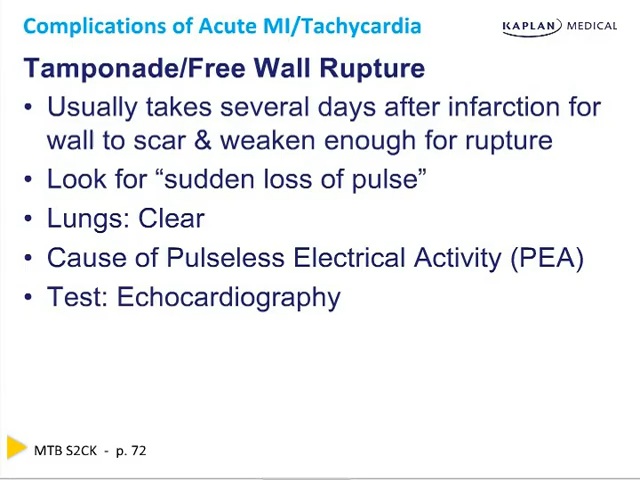 Complications of Acute MI/Tachycardia
KAPLAN MEDICAL
Tamponade/Free Wall Rupture
• Usually takes several days after infarction for
wall to scar & weaken enough for rupture
• Look for “sudden loss of pulse”
• Lungs: Clear
• Cause of Pulseless Electrical Activity (PEA)
• Test: Echocardiography
MTB S2CK - p. 72